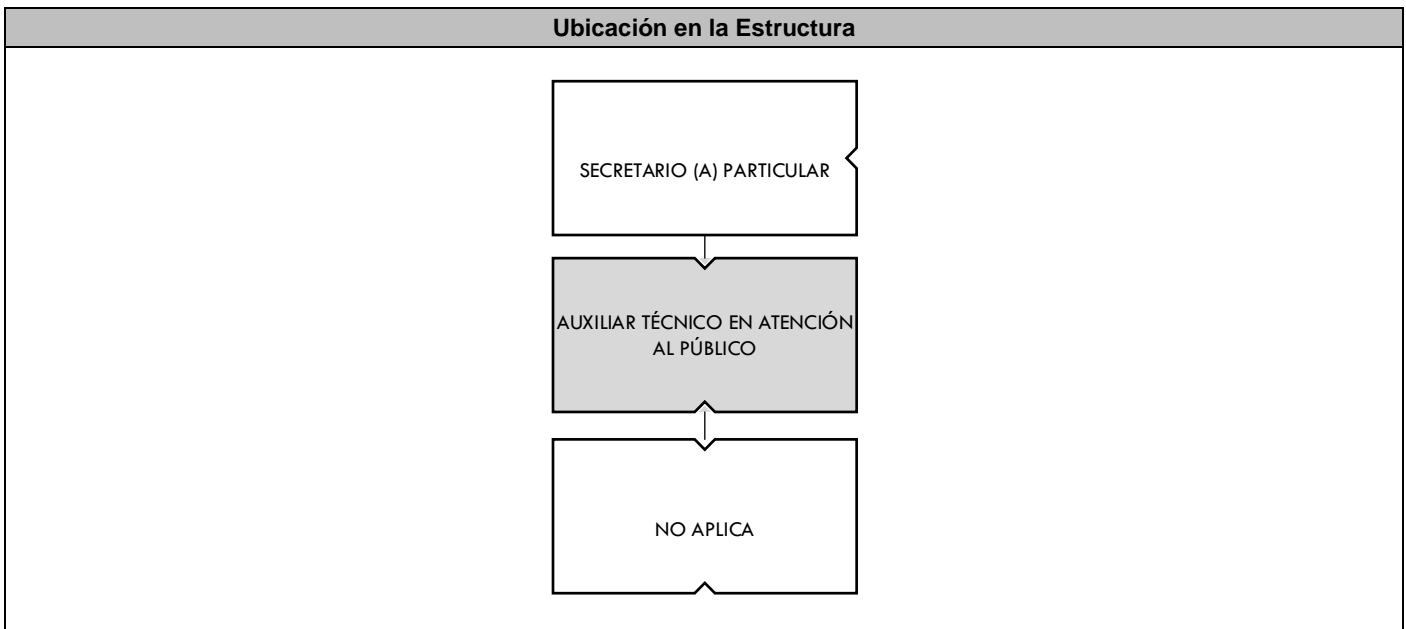 Ubicación en la Estructura
SECRETARIO (A) PARTICULAR
AUXILIAR TÉCNICO EN ATENCIÓN
AL PÚBLICO
NO APLICA